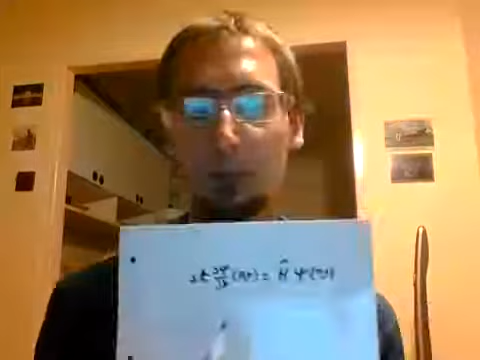 iℏ ∂Ψ/∂t (r,t) = Ĥ Ψ(r,t)